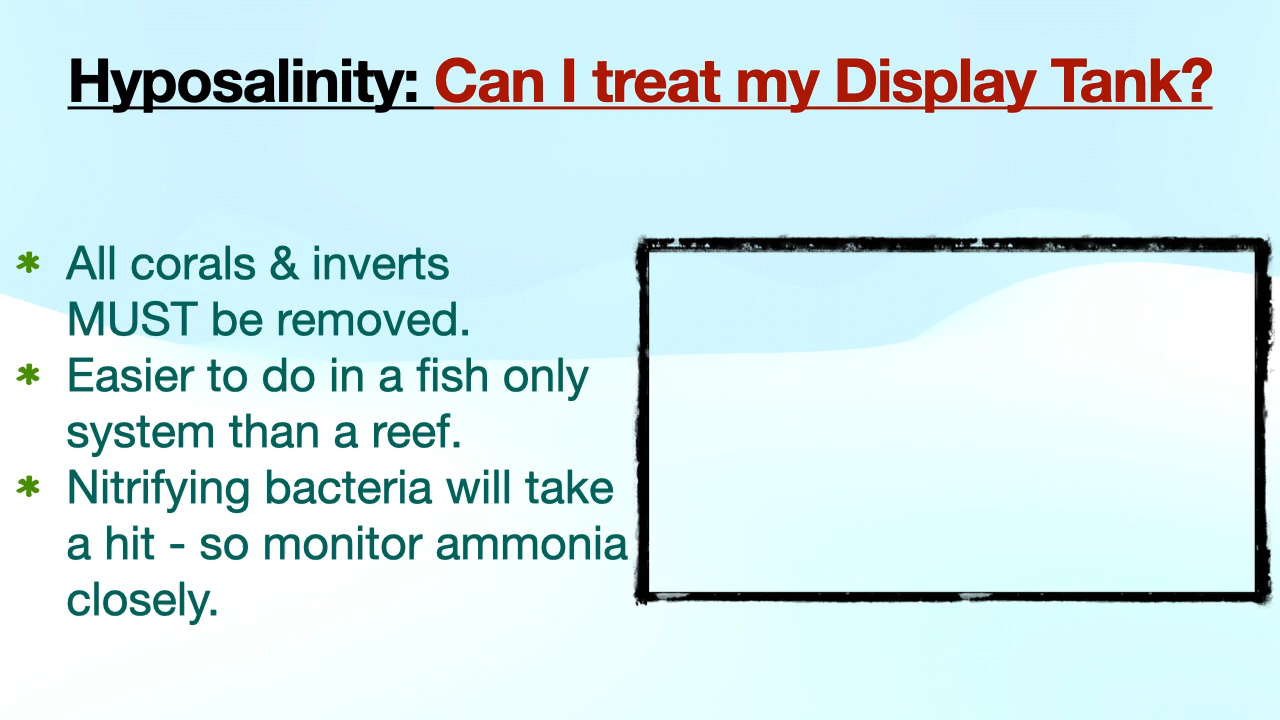 Hyposalinity: Can I treat my Display Tank?
* All corals & inverts
MUST be removed.
* Easier to do in a fish only
system than a reef.
* Nitrifying bacteria will take
a hit - so monitor ammonia
closely.